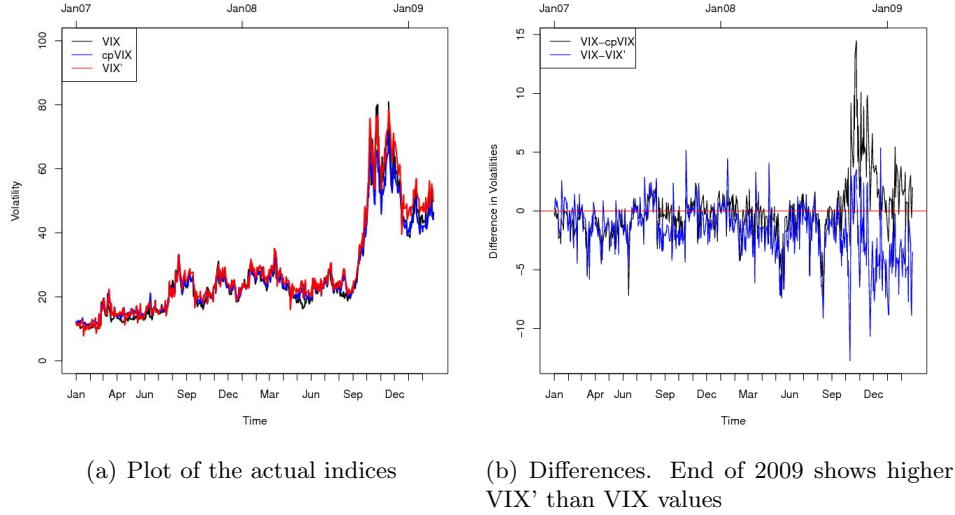 Jan07 Jan08 Jan09
VIX
cpVIX
VIX'
Volatility
100
80
60
40
20
0
Jan Apr Jun Sep Dec Mar Jun Sep Dec
Time
(a) Plot of the actual indices
Jan07 Jan08 Jan09
VIX−cpVIX
VIX−VIX'
Difference in Volatilities
15
10
5
0
−5
−10
Jan Apr Jun Sep Dec Mar Jun Sep Dec
Time
(b) Differences. End of 2009 shows higher
VIX' than VIX values